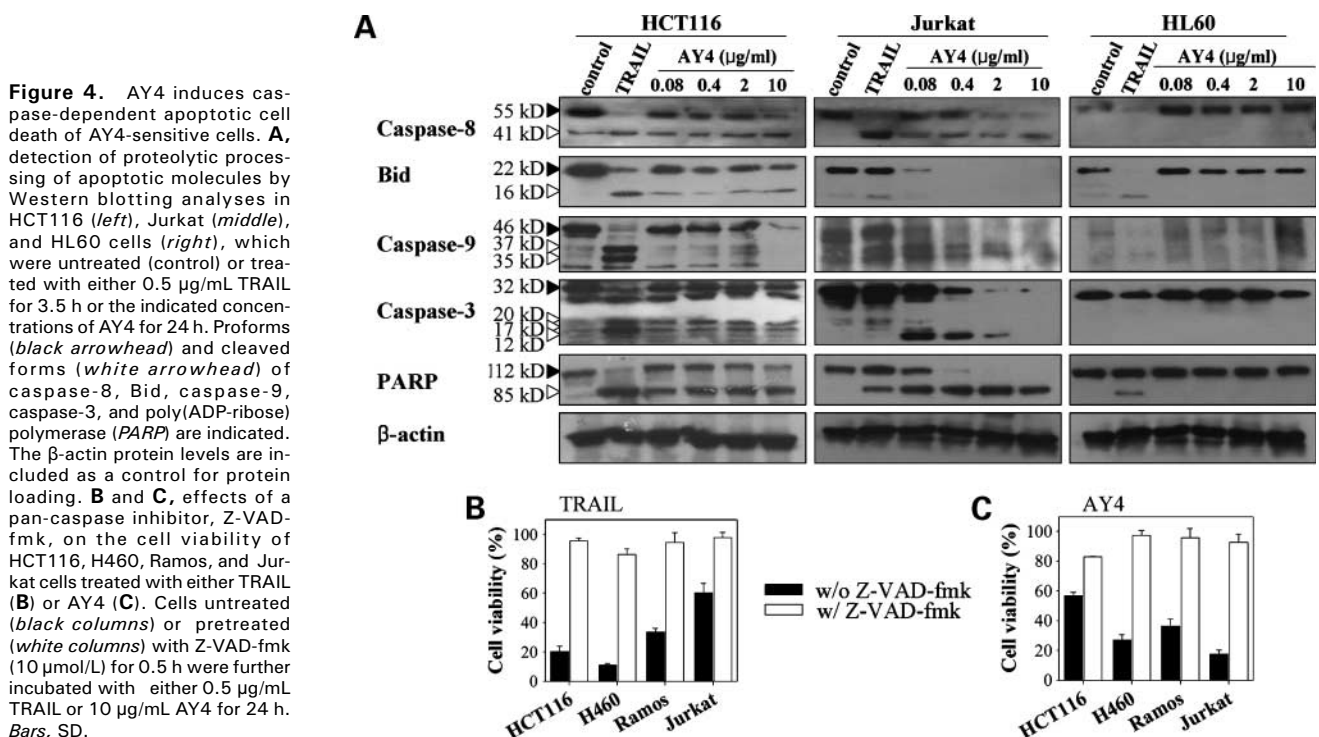 Figure 4. AY4 induces cas-
pase-dependent apoptotic cell
death of AY4-sensitive cells. A,
detection of proteolytic proces-
sing of apoptotic molecules by
Western blotting analyses in
HCT116 (left), Jurkat (middle),
and HL60 cells (right), which
were untreated (control) or trea-
ted with either 0.5 μg/mL TRAIL
for 3.5 h or the indicated concen-
trations of AY4 for 24 h. Proforms
(black arrowhead) and cleaved
forms (white arrowhead) of
caspase-8, Bid, caspase-9,
caspase-3, and poly(ADP-ribose)
polymerase (PARP) are indicated.
The β-actin protein levels are in-
cluded as a control for protein
loading. B and C, effects of a
pan-caspase inhibitor, Z-VAD-
fmk, on the cell viability of
HCT116, H460, Ramos, and Jur-
kat cells treated with either TRAIL
(B) or AY4 (C). Cells untreated
(black columns) or pretreated
(white columns) with Z-VAD-fmk
(10 μmol/L) for 0.5 h were further
incubated with either 0.5 μg/mL
TRAIL or 10 μg/mL AY4 for 24 h.
Bars, SD.
A
HCT116 Jurkat HL60
control TRAIL AY4 (μg/ml) control TRAIL AY4 (μg/ml) control TRAIL AY4 (μg/ml)
0.08 0.4 2 10 0.08 0.4 2 10 0.08 0.4 2 10
55 kD
Caspase-8
41 kD
22 kD
Bid
16 kD
46 kD
Caspase-9
37 kD
35 kD
32 kD
Caspase-3
20 kD
17 kD
12 kD
112 kD
PARP
85 kD
β-actin
B TRAIL
Cell viability (%)
100
80
60
40
20
0
HCT116 H460 Ramos Jurkat
w/o Z-VAD-fmk
w/ Z-VAD-fmk
C AY4
Cell viability (%)
100
80
60
40
20
0
HCT116 H460 Ramos Jurkat